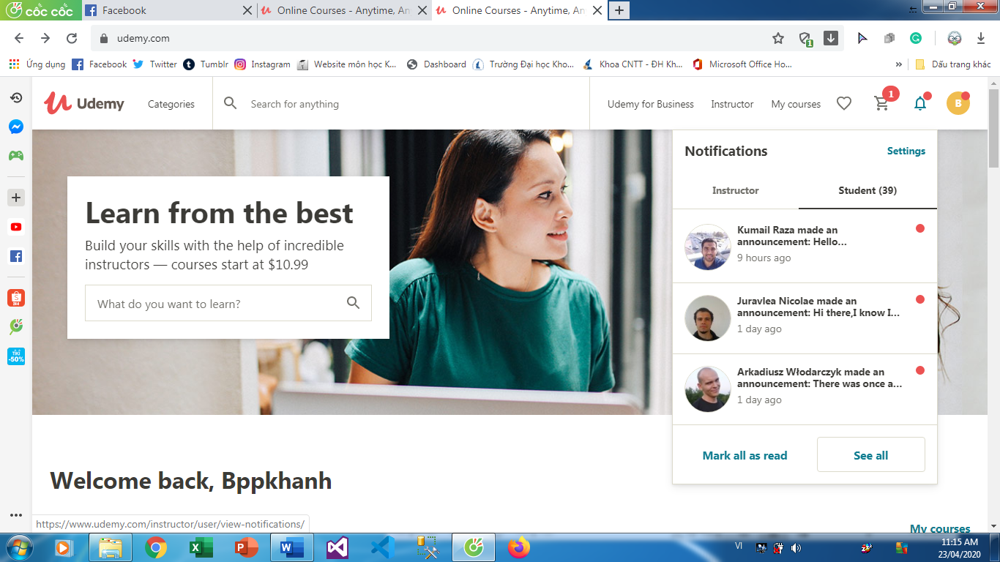 cốc cốc
Facebook
Online Courses - Anytime, An
Online Courses - Anytime, An
udemy.com
1
Ứng dụng
Facebook
Twitter
Tumblr
Instagram
Website môn học K...
Dashboard
Trường Đại học Kho...
Khoa CNTT - ĐH Kh...
Microsoft Office Ho...
»
Dấu trang khác
Udemy
Categories
Search for anything
Udemy for Business
Instructor
My courses
1
B
Notifications
Settings
Instructor
Student (39)
Kumail Raza made an
announcement: Hello...
9 hours ago
Juravlea Nicolae made an
announcement: Hi there,I know I...
1 day ago
Arkadiusz Włodarczyk made an
announcement: There was once a...
1 day ago
Mark all as read
See all
Learn from the best
Build your skills with the help of incredible
instructors — courses start at $10.99
What do you want to learn?
TIKI
-50%
Welcome back, Bppkhanh
My courses
https://www.udemy.com/instructor/user/view-notifications/
VI
11:15 AM
23/04/2020